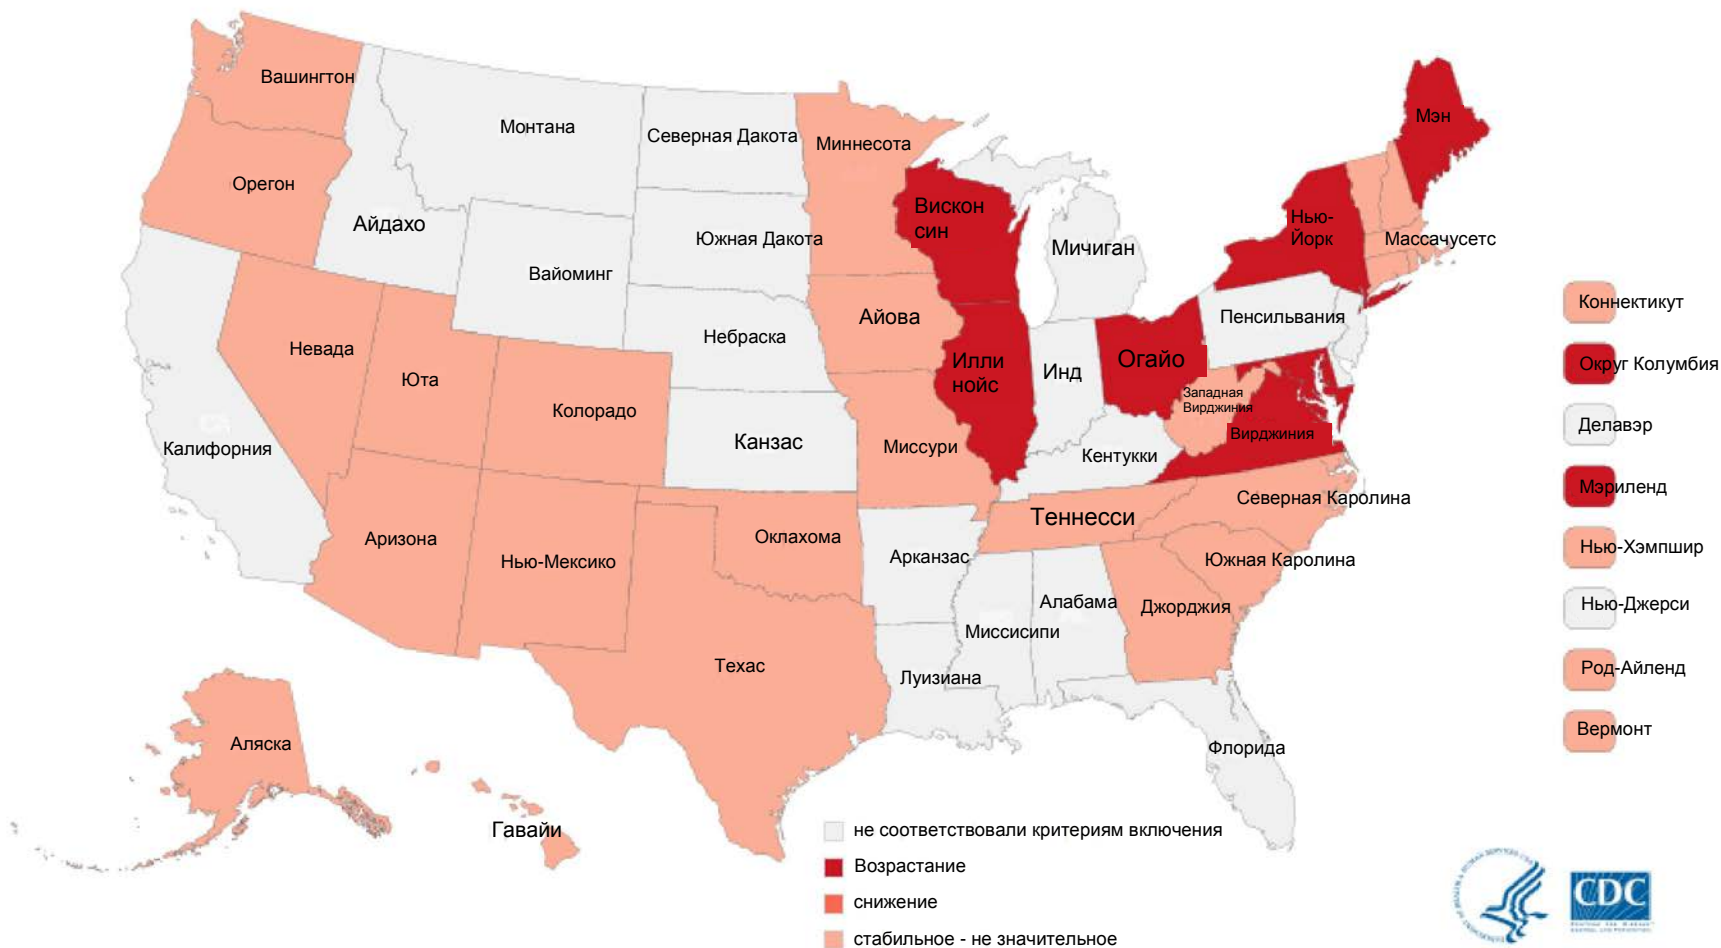 Вашингтон
Монтана
Северная Дакота
Миннесота
Мэн
Орегон
Айдахо
Вискон
син
Нью-
Йорк
Южная Дакота
Мичиган
Массачусетс
Вайоминг
Коннектикут
Небраска
Айова
Пенсильвания
Невада
Юта
Колорадо
Илли
нойс
Инд
Огайо
Округ Колумбия
Западная
Вирджиния
Делавэр
Калифорния
Канзас
Миссури
Кентукки
Вирджиния
Мэриленд
Северная Каролина
Теннесси
Аризона
Нью-Мексико
Оклахома
Арканзас
Южная Каролина
Нью-Хэмпшир
Алабама
Джорджия
Нью-Джерси
Миссисипи
Техас
Луизиана
Род-Айленд
Аляска
Флорида
Вермонт
Гавайи
не соответствовали критериям включения
Возрастание
снижение
стабильное - не значительное
CDC